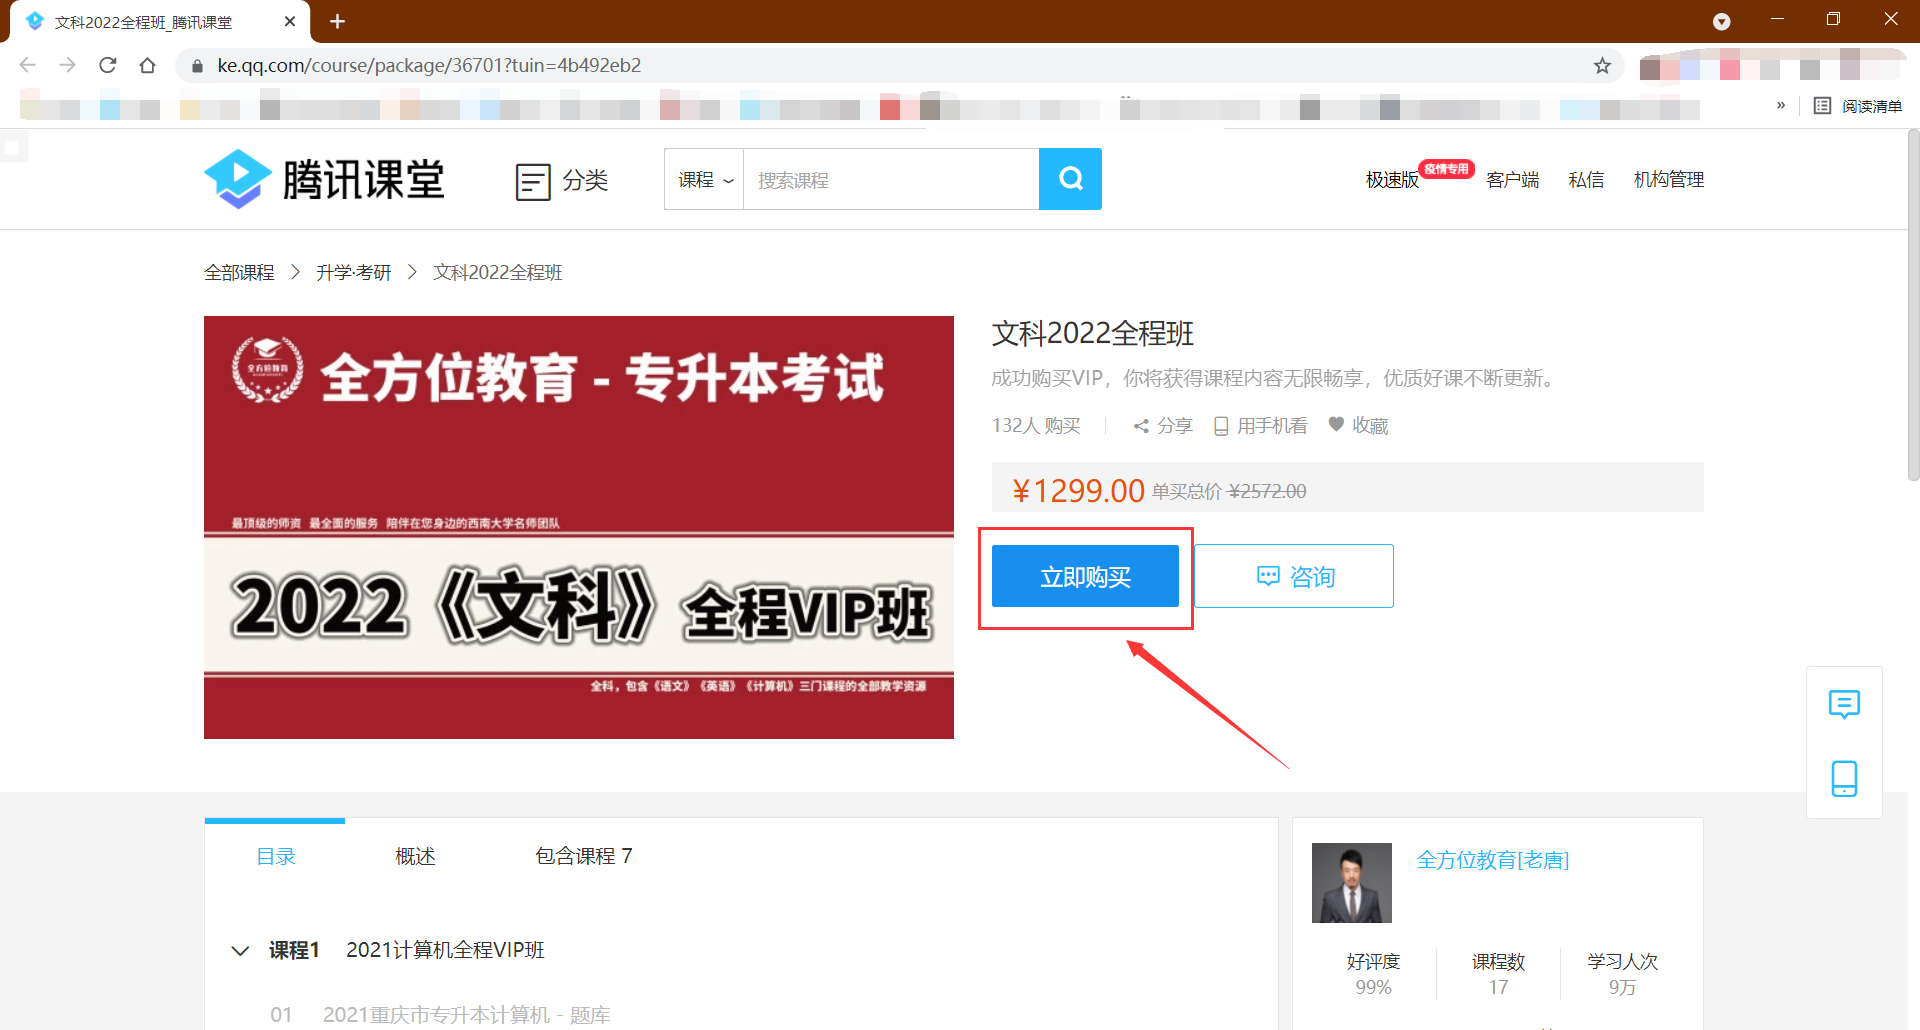 文科2022全程班_腾讯课堂
ke.qq.com/course/package/36701?tuin=4b492eb2
» 阅读清单
腾讯课堂 分类 课程 搜索课程 极速版 疫情专用 客户端 私信 机构管理
全部课程 > 升学·考研 > 文科2022全程班
全方位教育
全方位教育 - 专升本考试
最顶级的师资 最全面的服务 陪伴在您身边的西南大学名师团队
2022《文科》全程VIP班
全科，包含《语文》《英语》《计算机》三门课程的全部教学资源
文科2022全程班
成功购买VIP，你将获得课程内容无限畅享，优质好课不断更新。
132人 购买 分享 用手机看 收藏
¥1299.00 单买总价 ¥2572.00
立即购买 咨询
目录 概述 包含课程 7
课程1 2021计算机全程VIP班
01 2021重庆市专升本计算机 - 题库
全方位教育[老唐]
好评度 课程数 学习人次
99% 17 9万